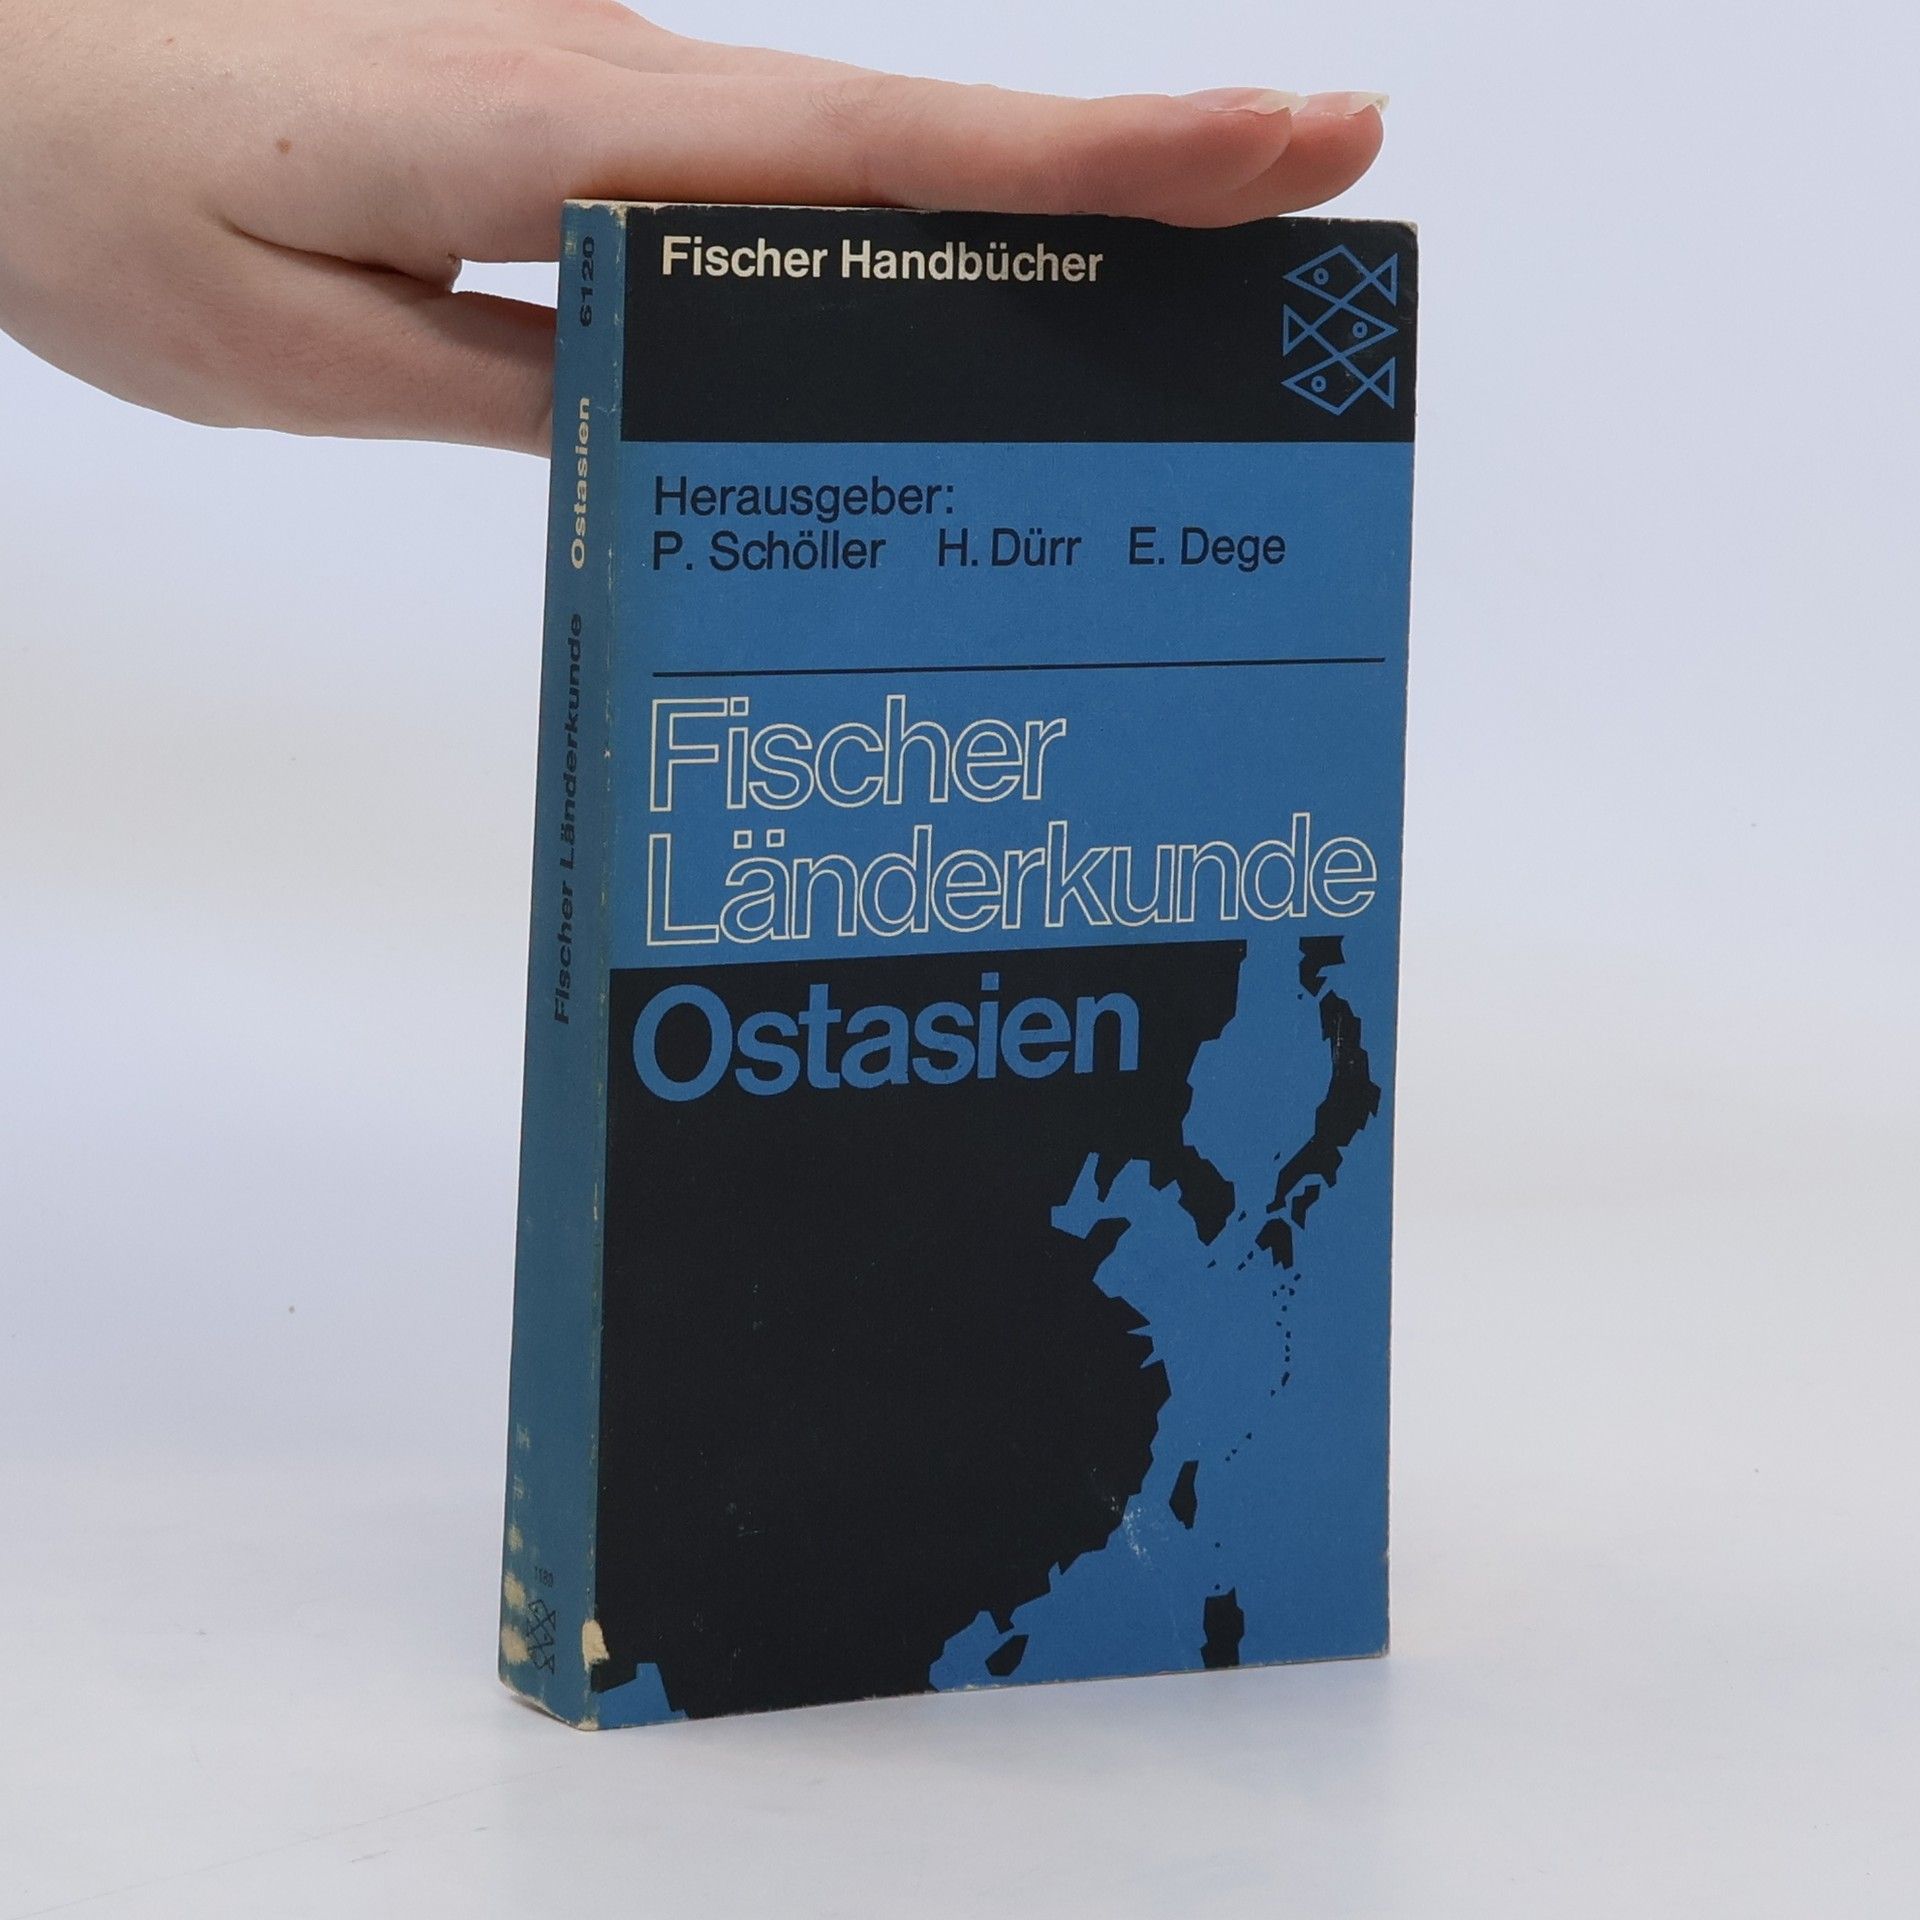 Fischer Handbücher
Herausgeber:
P. Schöller H. Dürr E. Dege
Fischer
Länderkunde
Ostasien
Fischer Länderkunde Ostasien 6120